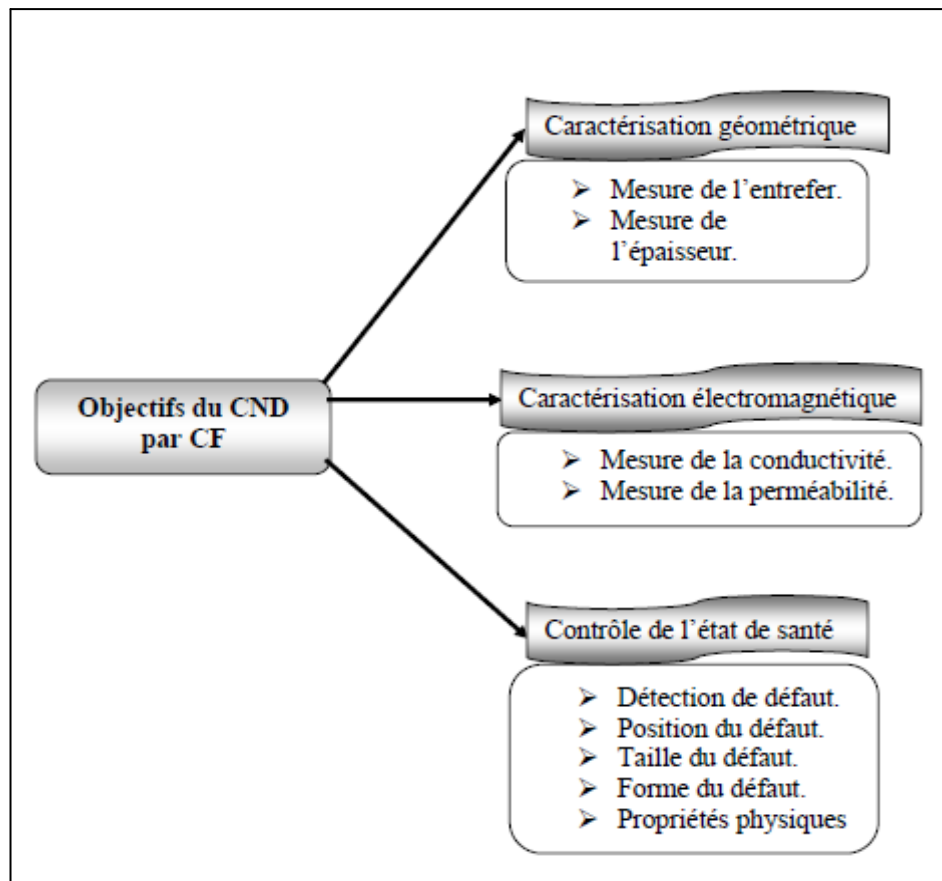 Caractérisation géométrique
➢ Mesure de l'entrefer.
➢ Mesure de
l'épaisseur.
Objectifs du CND
par CF
Caractérisation électromagnétique
➢ Mesure de la conductivité.
➢ Mesure de la perméabilité.
Contrôle de l'état de santé
➢ Détection de défaut.
➢ Position du défaut.
➢ Taille du défaut.
➢ Forme du défaut.
➢ Propriétés physiques